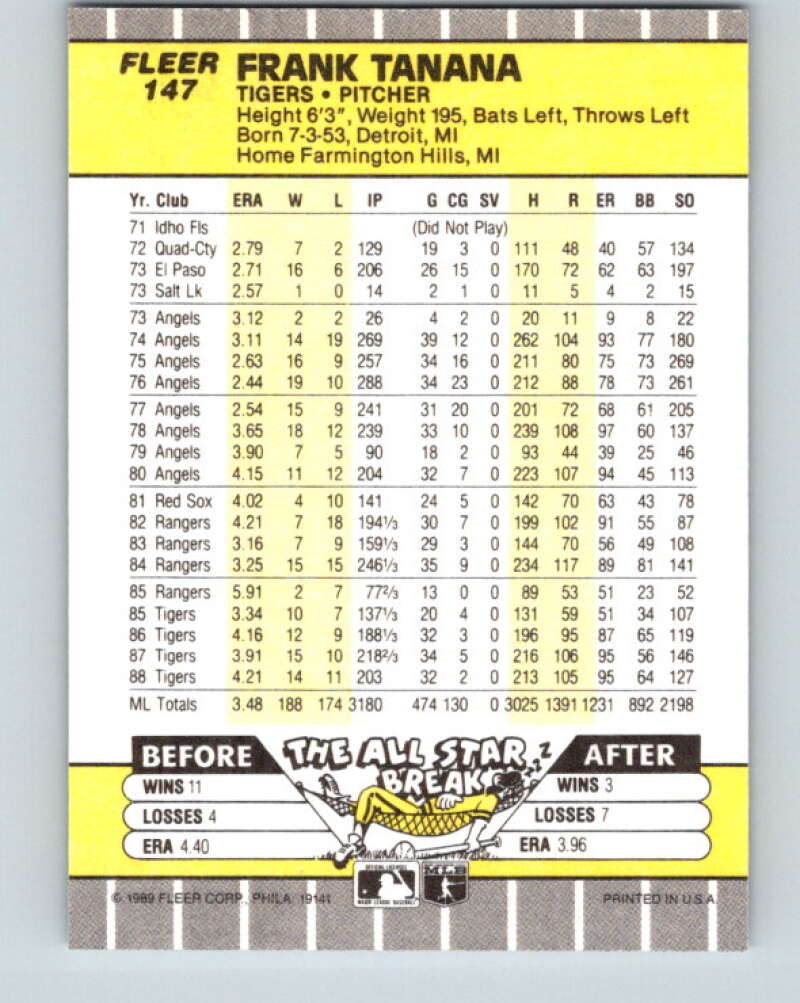 FLEER
147
FRANK TANANA
TIGERS • PITCHER
Height 6'3", Weight 195, Bats Left, Throws Left
Born 7-3-53, Detroit, MI
Home Farmington Hills, MI
Yr. Club ERA W L IP G CG SV H R ER BB SO
71 Idho Fls (Did Not Play)
72 Quad-Cty 2.79 7 2 129 19 3 0 111 48 40 57 134
73 El Paso 2.71 16 6 206 26 15 0 170 72 62 63 197
73 Salt Lk 2.57 1 0 14 2 1 0 11 5 4 2 15
73 Angels 3.12 2 2 26 4 2 0 20 11 9 8 22
74 Angels 3.11 14 19 269 39 12 0 262 104 93 77 180
75 Angels 2.63 16 9 257 34 16 0 211 80 75 73 269
76 Angels 2.44 19 10 288 34 23 0 212 88 78 73 261
77 Angels 2.54 15 9 241 31 20 0 201 72 68 61 205
78 Angels 3.65 18 12 239 33 10 0 239 108 97 60 137
79 Angels 3.90 7 5 90 18 2 0 93 44 39 25 46
80 Angels 4.15 11 12 204 32 7 0 223 107 94 45 113
81 Red Sox 4.02 4 10 141 24 5 0 142 70 63 43 78
82 Rangers 4.21 7 18 194⅓ 30 7 0 199 102 91 55 87
83 Rangers 3.16 7 9 159⅓ 29 3 0 144 70 56 49 108
84 Rangers 3.25 15 15 246⅓ 35 9 0 234 117 89 81 141
85 Rangers 5.91 2 7 77⅔ 13 0 0 89 53 51 23 52
85 Tigers 3.34 10 7 137⅓ 20 4 0 131 59 51 34 107
86 Tigers 4.16 12 9 188⅓ 32 3 0 196 95 87 65 119
87 Tigers 3.91 15 10 218⅔ 34 5 0 216 106 95 56 146
88 Tigers 4.21 14 11 203 32 2 0 213 105 95 64 127
ML Totals 3.48 188 174 3180 474 130 0 3025 1391 1231 892 2198
BEFORE THE ALL STAR BREAK AFTER
ZZZ
WINS 11 WINS 3
LOSSES 4 LOSSES 7
ERA 4.40 ERA 3.96
OFFICIAL LICENSEE
MAJOR LEAGUE BASEBALL
MLB
© 1989 FLEER CORP., PHILA 19141 PRINTED IN U.S.A.